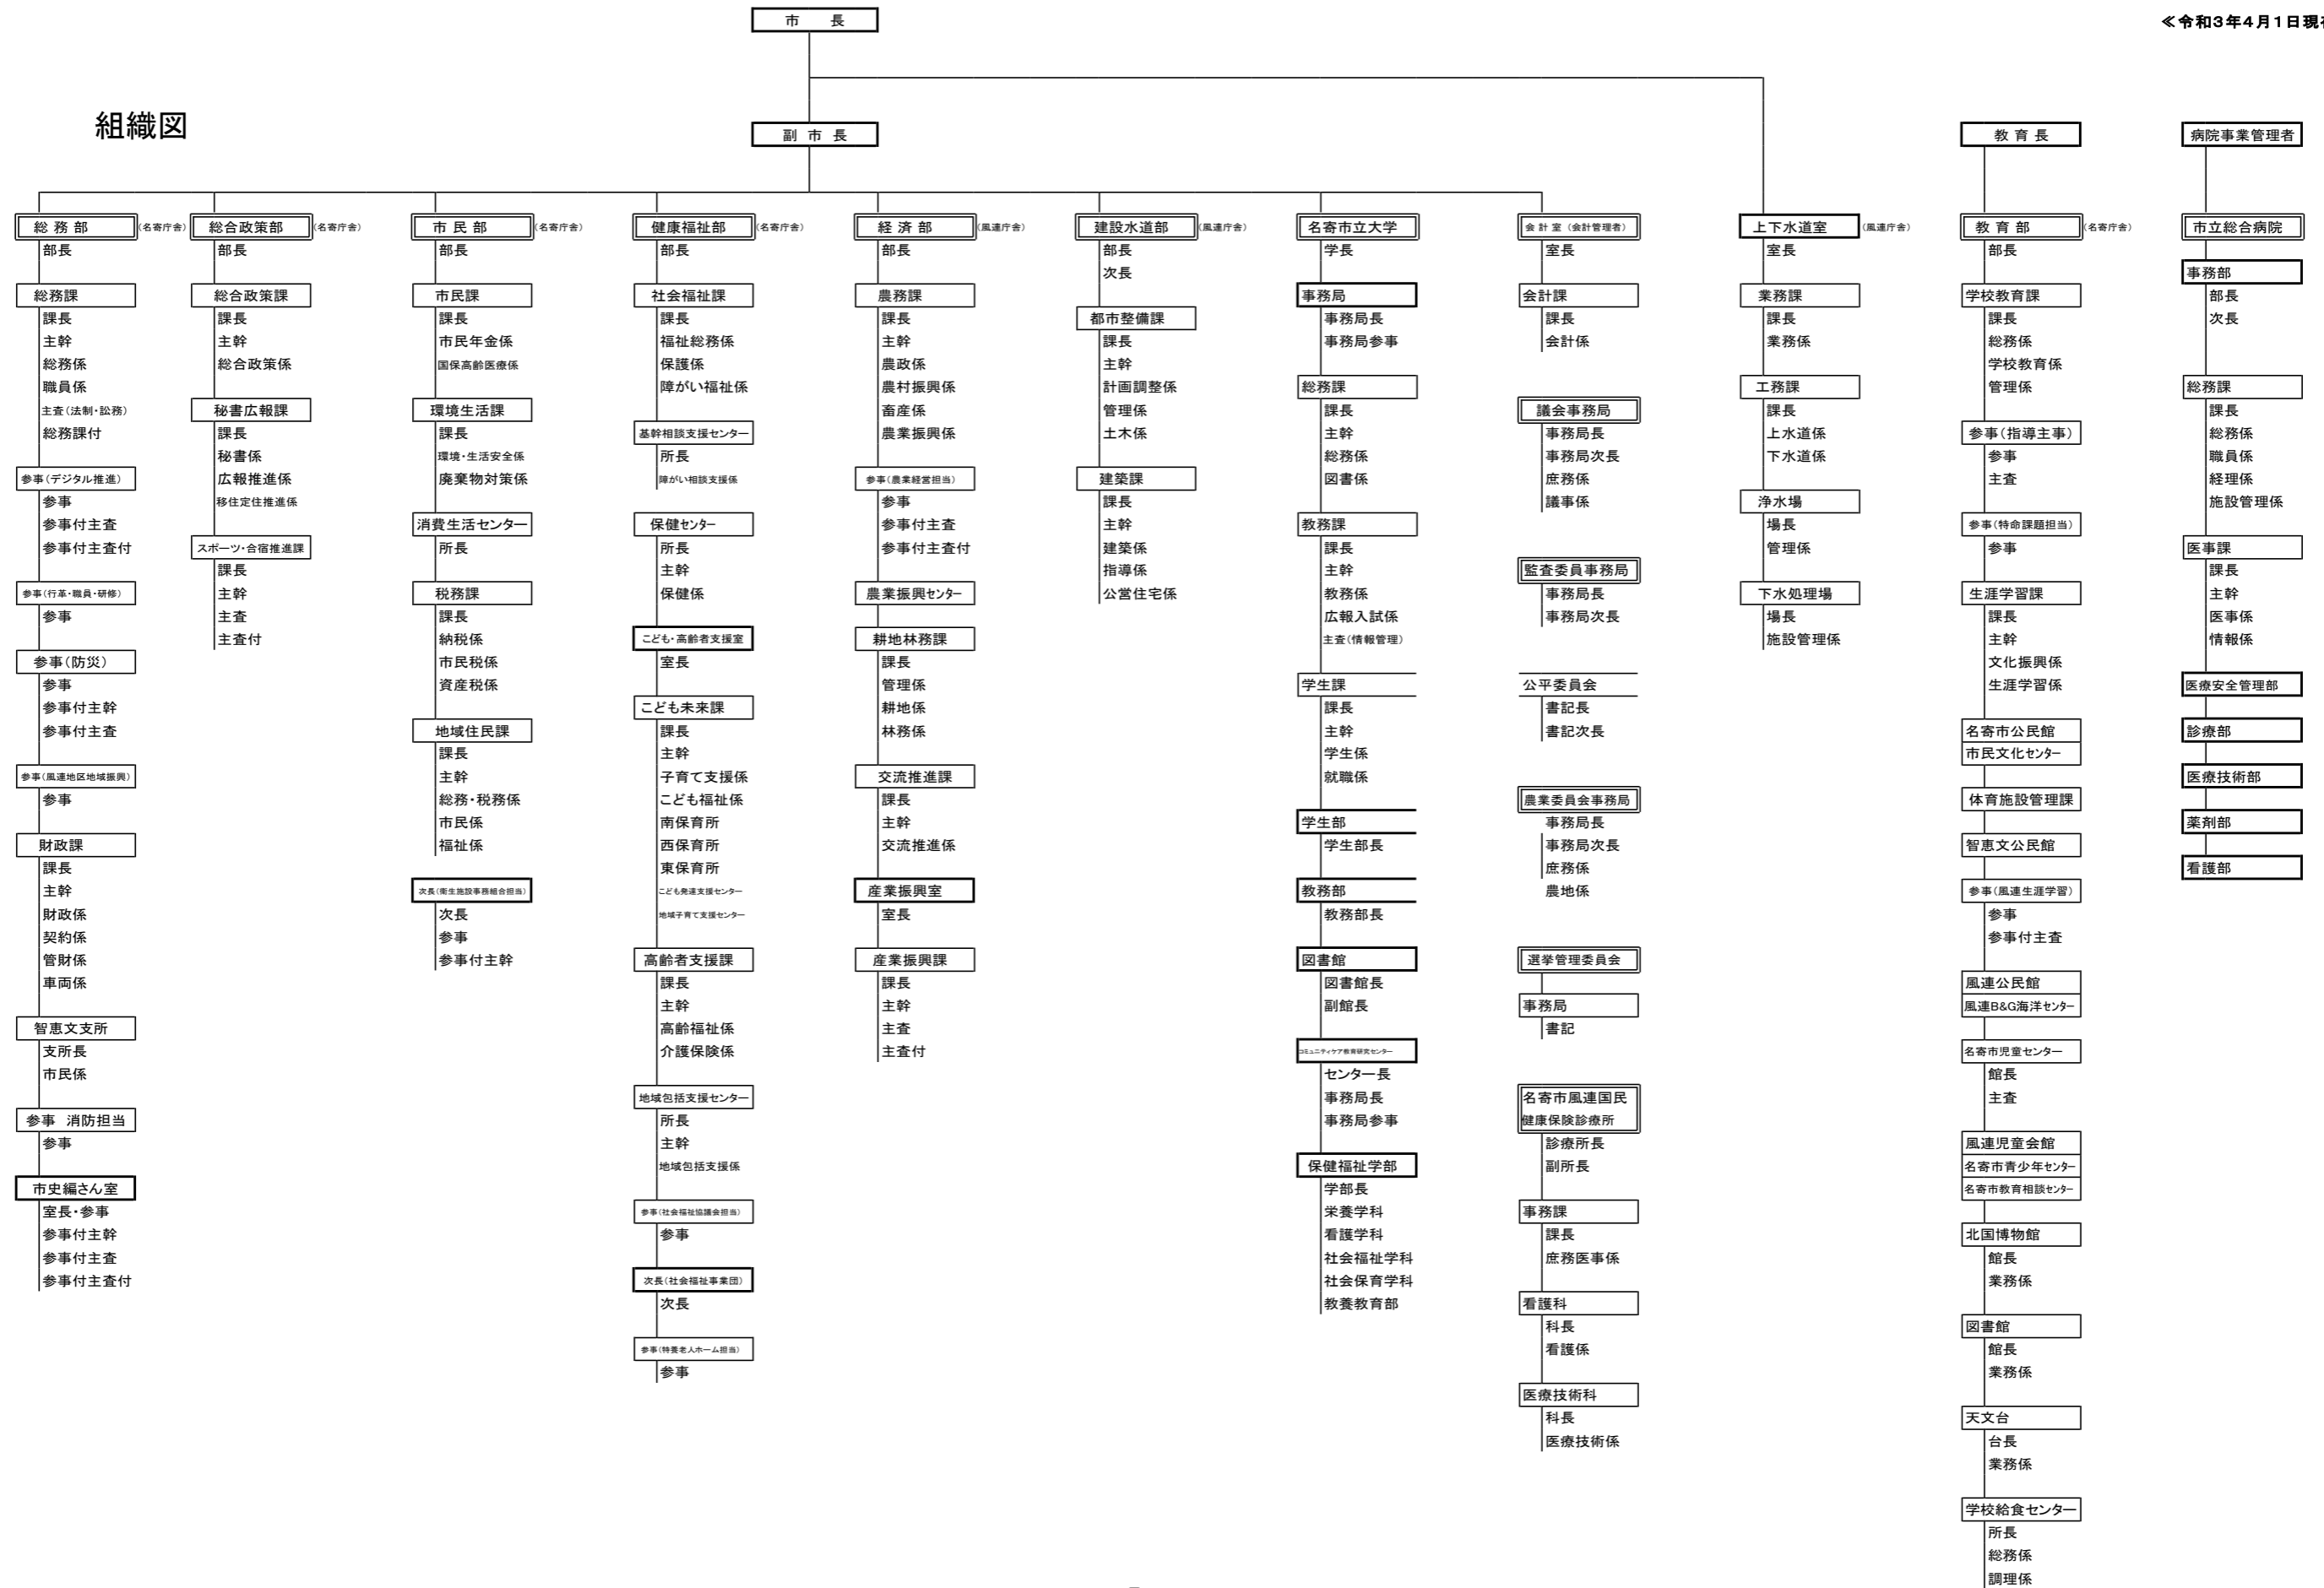 市　長
≪令和3年4月1日現
組織図
副 市 長
教 育 長
病院事業管理者
総 務 部
(名寄庁舎)
部長
総務課
課長
主幹
総務係
職員係
主査(法制・訟務)
総務課付
参事(デジタル推進)
参事
参事付主査
参事付主査付
参事(行革・職員・研修)
参事
参事(防災)
参事
参事付主幹
参事付主査
参事(風連地区地域振興)
参事
財政課
課長
主幹
財政係
契約係
管財係
車両係
智恵文支所
支所長
市民係
参事　消防担当
参事
市史編さん室
室長・参事
参事付主幹
参事付主査
参事付主査付
総合政策部
(名寄庁舎)
部長
総合政策課
課長
主幹
総合政策係
秘書広報課
課長
秘書係
広報推進係
移住定住推進係
スポーツ・合宿推進課
課長
主幹
主査
主査付
市 民 部
(名寄庁舎)
部長
市民課
課長
市民年金係
国保高齢医療係
環境生活課
課長
環境・生活安全係
廃棄物対策係
消費生活センター
所長
税務課
課長
納税係
市民税係
資産税係
地域住民課
課長
主幹
総務・税務係
市民係
福祉係
次長(衛生施設事務組合担当)
次長
参事
参事付主幹
健康福祉部
(名寄庁舎)
部長
社会福祉課
課長
福祉総務係
保護係
障がい福祉係
基幹相談支援センター
所長
障がい相談支援係
保健センター
所長
主幹
保健係
こども・高齢者支援室
室長
こども未来課
課長
主幹
子育て支援係
こども福祉係
南保育所
西保育所
東保育所
こども発達支援センター
地域子育て支援センター
高齢者支援課
課長
主幹
高齢福祉係
介護保険係
地域包括支援センター
所長
主幹
地域包括支援係
参事(社会福祉協議会担当)
参事
次長(社会福祉事業団)
次長
参事(特養老人ホーム担当)
参事
経 済 部
(風連庁舎)
部長
農務課
課長
主幹
農政係
農村振興係
畜産係
農業振興係
参事(農業経営担当)
参事
参事付主査
参事付主査付
農業振興センター
耕地林務課
課長
管理係
耕地係
林務係
交流推進課
課長
主幹
交流推進係
産業振興室
室長
産業振興課
課長
主幹
主査
主査付
建設水道部
(風連庁舎)
部長
次長
都市整備課
課長
主幹
計画調整係
管理係
土木係
建築課
課長
主幹
建築係
指導係
公営住宅係
名寄市立大学
学長
事務局
事務局長
事務局参事
総務課
課長
主幹
総務係
図書係
教務課
課長
主幹
教務係
広報入試係
主査(情報管理)
学生課
課長
主幹
学生係
就職係
学生部
学生部長
教務部
教務部長
図書館
図書館長
副館長
コミュニティケア教育研究センター
センター長
事務局長
事務局参事
保健福祉学部
学部長
栄養学科
看護学科
社会福祉学科
社会保育学科
教養教育部
会 計 室 (会計管理者)
室長
会計課
課長
会計係
議会事務局
事務局長
事務局次長
庶務係
議事係
監査委員事務局
事務局長
事務局次長
公平委員会
書記長
書記次長
農業委員会事務局
事務局長
事務局次長
庶務係
農地係
選挙管理委員会
事務局
書記
名寄市風連国民
健康保険診療所
診療所長
副所長
事務課
課長
庶務医事係
看護科
科長
看護係
医療技術科
科長
医療技術係
上下水道室
(風連庁舎)
室長
業務課
課長
業務係
工務課
課長
上水道係
下水道係
浄水場
場長
管理係
下水処理場
場長
施設管理係
教 育 部
(名寄庁舎)
部長
学校教育課
課長
総務係
学校教育係
管理係
参事(指導主事)
参事
主査
参事(特命課題担当)
参事
生涯学習課
課長
主幹
文化振興係
生涯学習係
名寄市公民館
市民文化センター
体育施設管理課
智恵文公民館
参事(風連生涯学習)
参事
参事付主査
風連公民館
風連B&G海洋センター
名寄市児童センター
館長
主査
風連児童会館
名寄市青少年センター
名寄市教育相談センター
北国博物館
館長
業務係
図書館
館長
業務係
天文台
台長
業務係
学校給食センター
所長
総務係
調理係
市立総合病院
事務部
部長
次長
総務課
課長
総務係
職員係
経理係
施設管理係
医事課
課長
主幹
医事係
情報係
医療安全管理部
診療部
医療技術部
薬剤部
看護部